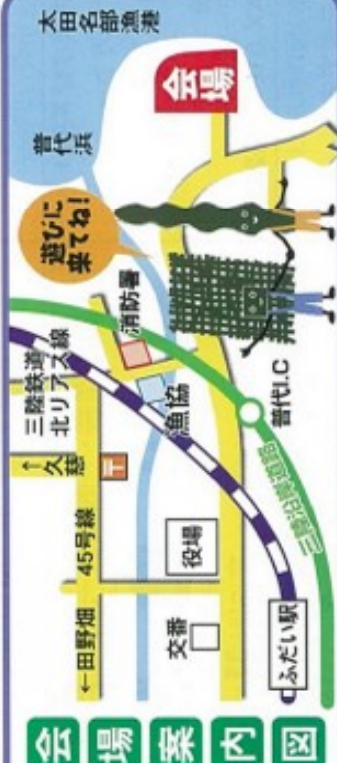 会場案内図
太田名部漁港
普代浜
会場
遊びに
来てね!
消防署
漁協
三陸鉄道
北リアス線
↑久慈
〒
45号線
←田野畑
役場
交番
普代I.C
三陸沿岸道路
ふだい駅